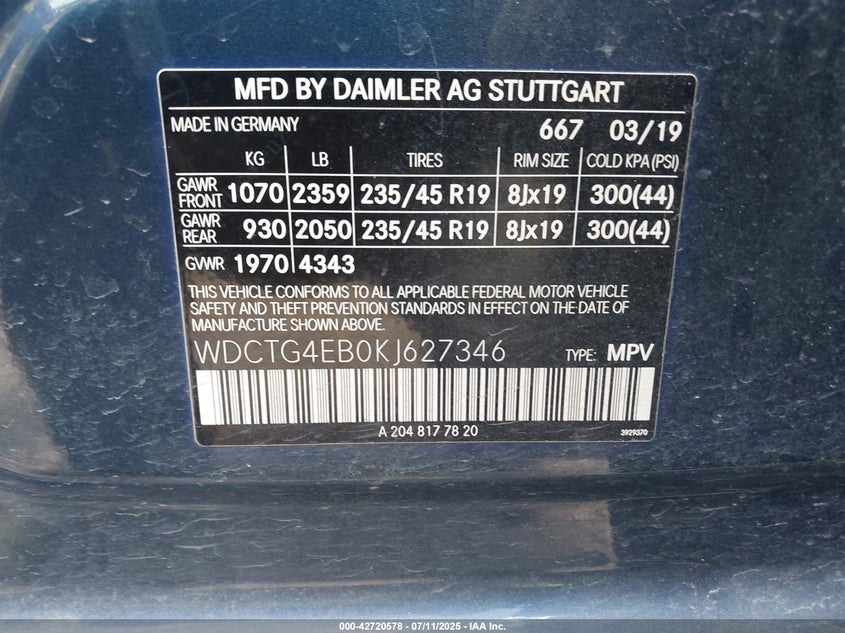 MFD BY DAIMLER AG STUTTGART
MADE IN GERMANY 667 03/19
KG LB TIRES RIM SIZE COLD KPA (PSI)
GAWR FRONT 1070 2359 235/45 R19 8Jx19 300(44)
GAWR REAR 930 2050 235/45 R19 8Jx19 300(44)
GVWR 1970 4343
THIS VEHICLE CONFORMS TO ALL APPLICABLE FEDERAL MOTOR VEHICLE
SAFETY AND THEFT PREVENTION STANDARDS IN EFFECT ON THE DATE OF
MANUFACTURE SHOWN ABOVE.
WDCTG4EB0KJ627346 TYPE: MPV
A 204 817 78 20 3929370
000-42720578 - 07/11/2025 - IAA Inc.